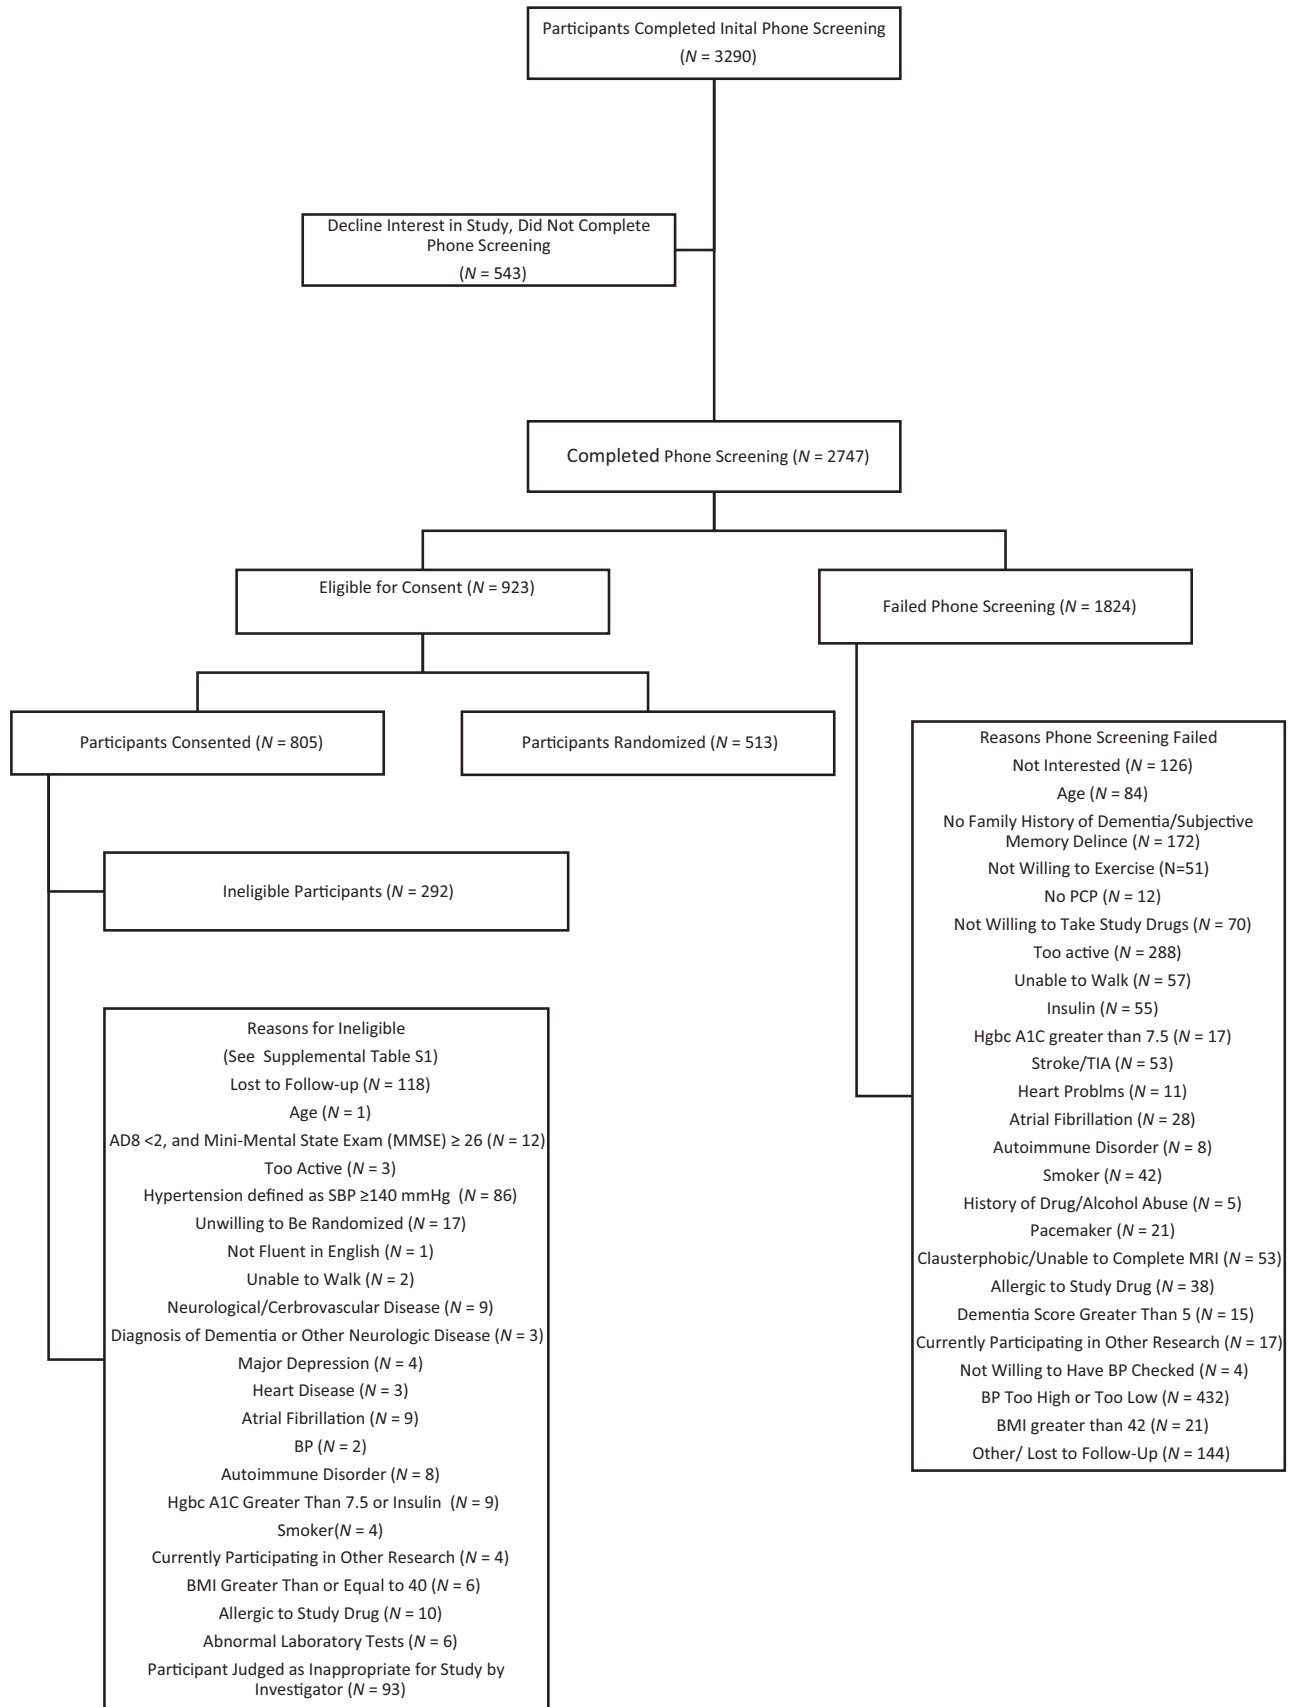 Participants Completed Inital Phone Screening
(N = 3290)
Decline Interest in Study, Did Not Complete
Phone Screening
(N = 543)
Completed Phone Screening (N = 2747)
Eligible for Consent (N = 923)
Failed Phone Screening (N = 1824)
Participants Consented (N = 805)
Participants Randomized (N = 513)
Ineligible Participants (N = 292)
Reasons for Ineligible
(See Supplemental Table S1)
Lost to Follow-up (N = 118)
Age (N = 1)
AD8 <2, and Mini-Mental State Exam (MMSE) ≥ 26 (N = 12)
Too Active (N = 3)
Hypertension defined as SBP ≥140 mmHg (N = 86)
Unwilling to Be Randomized (N = 17)
Not Fluent in English (N = 1)
Unable to Walk (N = 2)
Neurological/Cerbrovascular Disease (N = 9)
Diagnosis of Dementia or Other Neurologic Disease (N = 3)
Major Depression (N = 4)
Heart Disease (N = 3)
Atrial Fibrillation (N = 9)
BP (N = 2)
Autoimmune Disorder (N = 8)
Hgbc A1C Greater Than 7.5 or Insulin (N = 9)
Smoker(N = 4)
Currently Participating in Other Research (N = 4)
BMI Greater Than or Equal to 40 (N = 6)
Allergic to Study Drug (N = 10)
Abnormal Laboratory Tests (N = 6)
Participant Judged as Inappropriate for Study by
Investigator (N = 93)
Reasons Phone Screening Failed
Not Interested (N = 126)
Age (N = 84)
No Family History of Dementia/Subjective
Memory Delince (N = 172)
Not Willing to Exercise (N=51)
No PCP (N = 12)
Not Willing to Take Study Drugs (N = 70)
Too active (N = 288)
Unable to Walk (N = 57)
Insulin (N = 55)
Hgbc A1C greater than 7.5 (N = 17)
Stroke/TIA (N = 53)
Heart Problms (N = 11)
Atrial Fibrillation (N = 28)
Autoimmune Disorder (N = 8)
Smoker (N = 42)
History of Drug/Alcohol Abuse (N = 5)
Pacemaker (N = 21)
Clausterphobic/Unable to Complete MRI (N = 53)
Allergic to Study Drug (N = 38)
Dementia Score Greater Than 5 (N = 15)
Currently Participating in Other Research (N = 17)
Not Willing to Have BP Checked (N = 4)
BP Too High or Too Low (N = 432)
BMI greater than 42 (N = 21)
Other/ Lost to Follow-Up (N = 144)